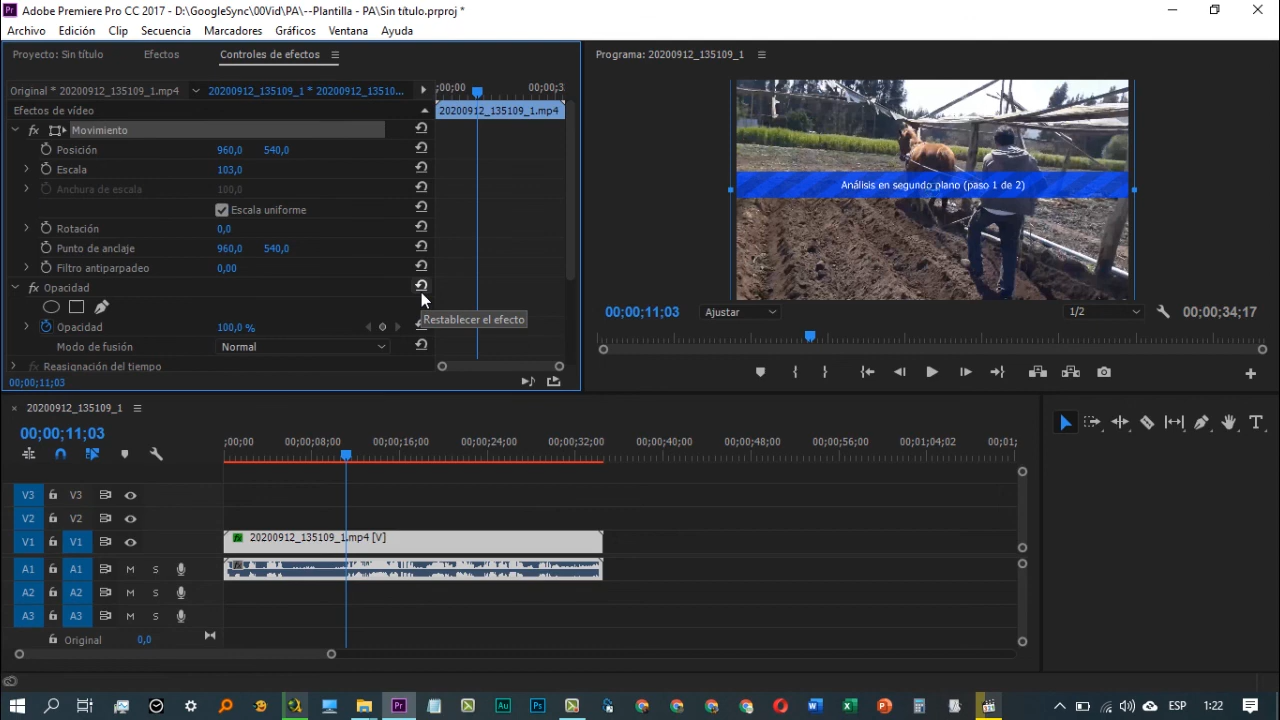 Adobe Premiere Pro CC 2017 - D:\GoogleSync\00Vid\PA\--Plantilla - PA\Sin título.prproj *
Archivo Edición Clip Secuencia Marcadores Gráficos Ventana Ayuda
Proyecto: Sin título Efectos Controles de efectos
Programa: 20200912_135109_1
Original * 20200912_135109_1.mp4 20200912_135109_1 * 20200912_13510...
;00;00 00;00;3
Efectos de vídeo
20200912_135109_1.mp4
fx Movimiento
Posición 960,0 540,0
Escala 103,0
Anchura de escala 100,0
Escala uniforme
Rotación 0,0
Punto de anclaje 960,0 540,0
Filtro antiparpadeo 0,00
fx Opacidad
Restablecer el efecto
Opacidad 100,0 %
Modo de fusión Normal
fx Reasignación del tiempo
00;00;11;03
Análisis en segundo plano (paso 1 de 2)
00;00;11;03 Ajustar 1/2 00;00;34;17
20200912_135109_1
00;00;11;03
;00;00 00;00;08;00 00;00;16;00 00;00;24;00 00;00;32;00 00;00;40;00 00;00;48;00 00;00;56;00 00;01;04;02 00;01;
V3 V3
V2 V2
V1 V1
fx 20200912_135109_1.mp4 [V]
A1 A1 M S
fx
A2 A2 M S
A3 A3 M S
Original 0,0
Pr Au Ps ESP 1:22